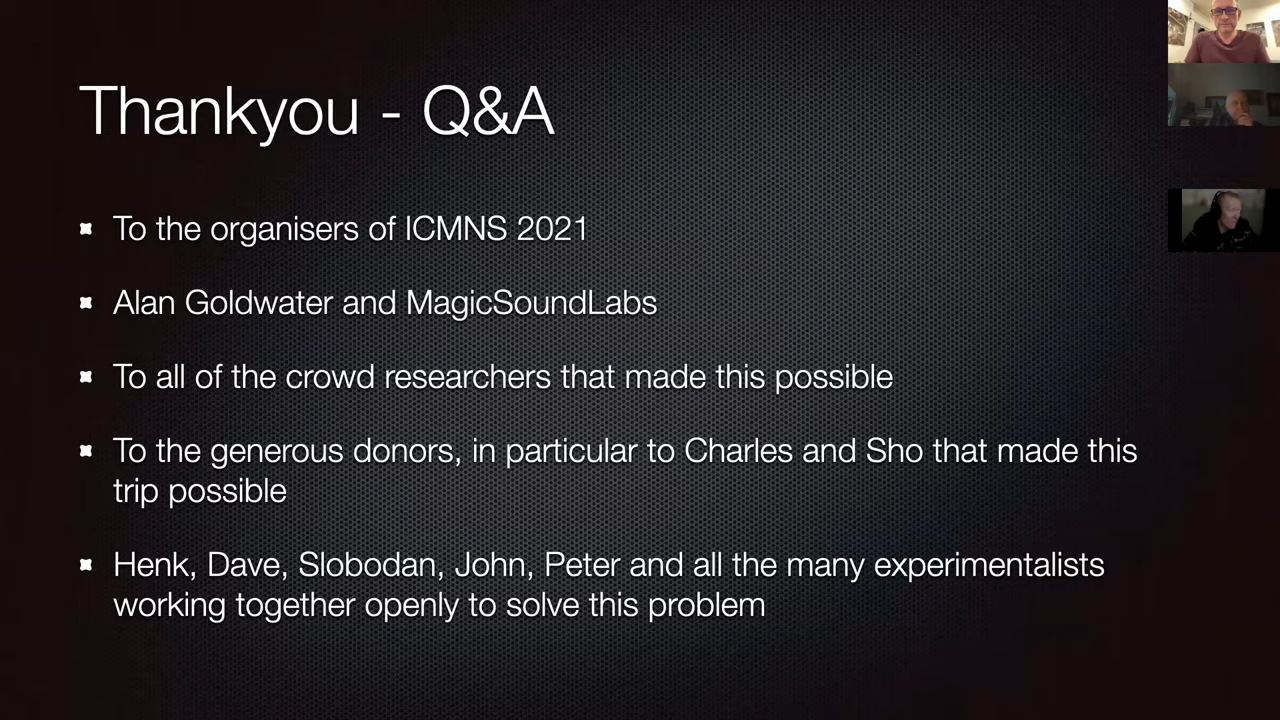 Thankyou - Q&A
To the organisers of ICMNS 2021
Alan Goldwater and MagicSoundLabs
To all of the crowd researchers that made this possible
To the generous donors, in particular to Charles and Sho that made this
trip possible
Henk, Dave, Slobodan, John, Peter and all the many experimentalists
working together openly to solve this problem